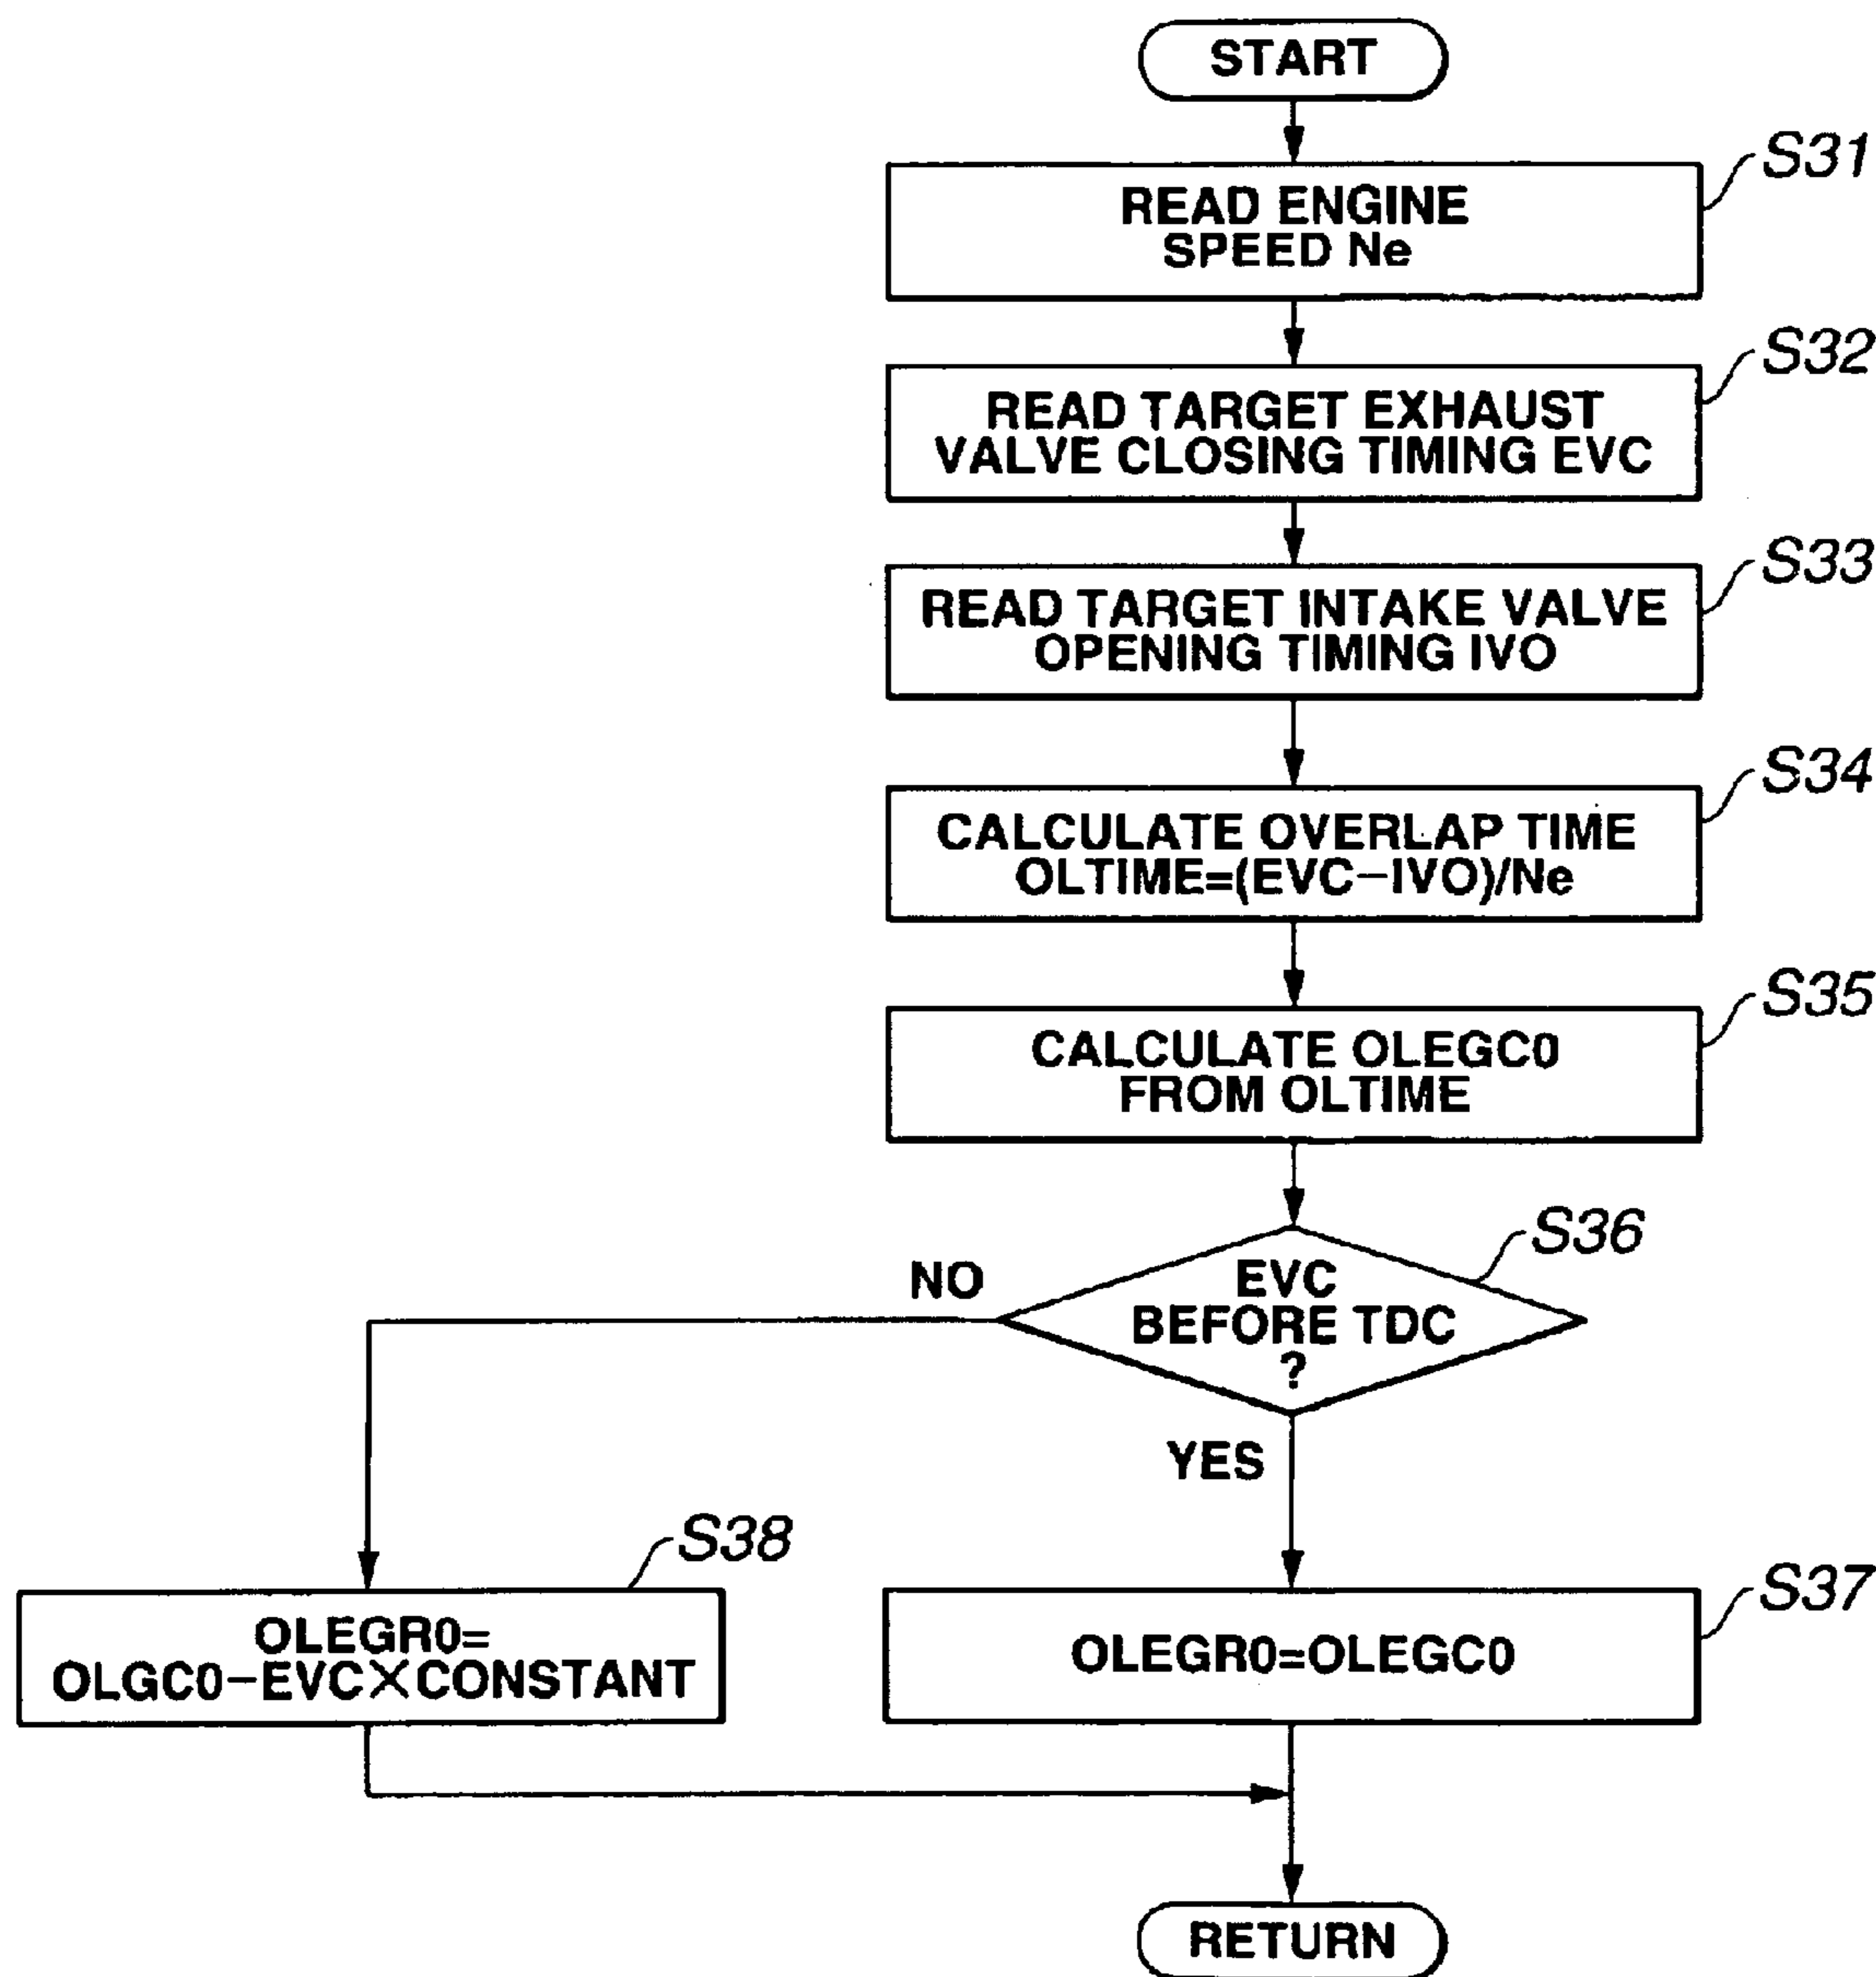 START
S31
READ ENGINE
SPEED Ne
S32
READ TARGET EXHAUST
VALVE CLOSING TIMING EVC
S33
READ TARGET INTAKE VALVE
OPENING TIMING IVO
S34
CALCULATE OVERLAP TIME
OLTIME=(EVC−IVO)/Ne
S35
CALCULATE OLEGC0
FROM OLTIME
S36
EVC
BEFORE TDC
?
NO
YES
S38
OLEGR0=
OLGC0−EVC×CONSTANT
S37
OLEGR0=OLEGC0
RETURN